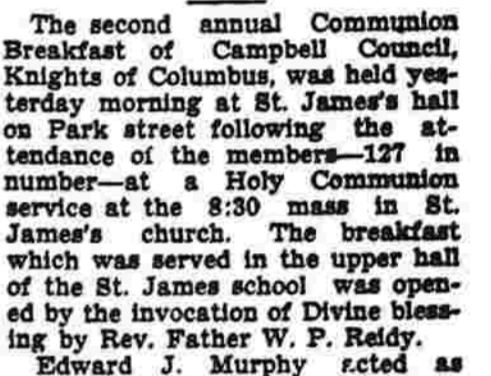 The second annual Communion
Breakfast of Campbell Council,
Knights of Columbus, was held yes-
terday morning at St. James's hall
on Park street following the at-
tendance of the members—127 in
number—at a Holy Communion
service at the 8:30 mass in St.
James's church. The breakfast
which was served in the upper hall
of the St. James school was open-
ed by the invocation of Divine bless-
ing by Rev. Father W. P. Reidy.
Edward J. Murphy acted as